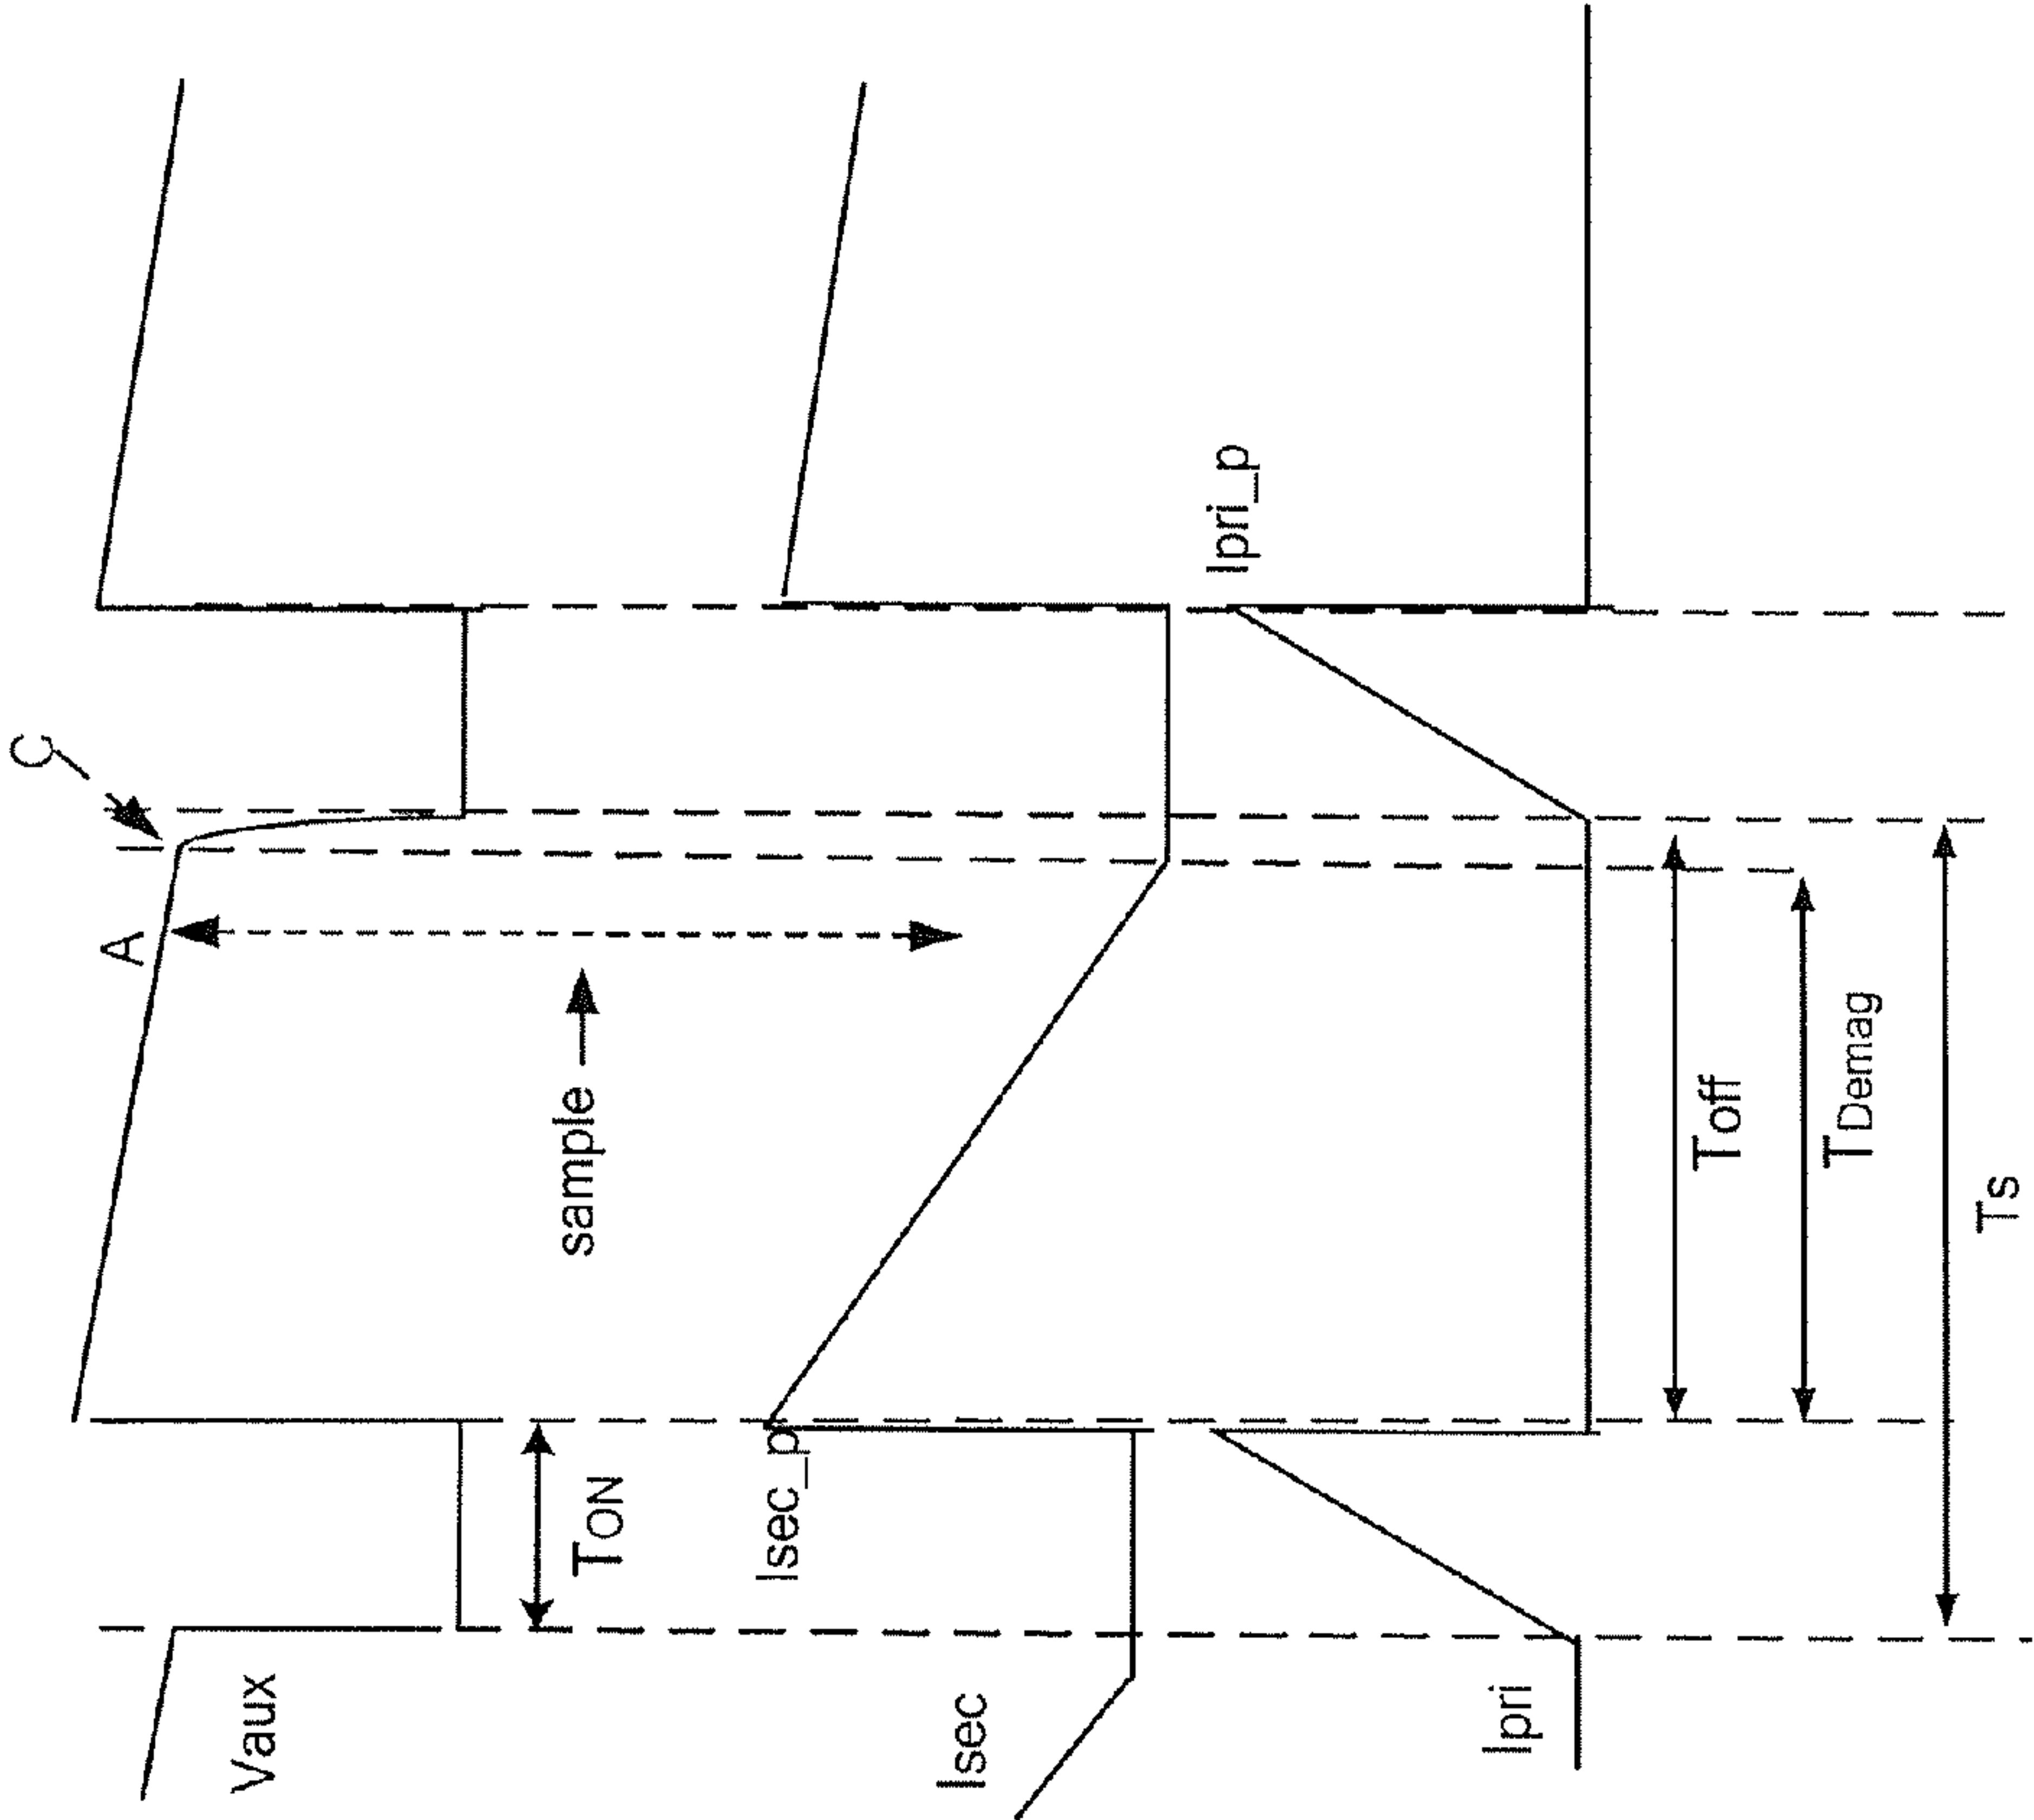 Vaux
TON
sample
A
C
Isec
Isec_p
Ipri
Ipri_p
Toff
TDemag
Ts